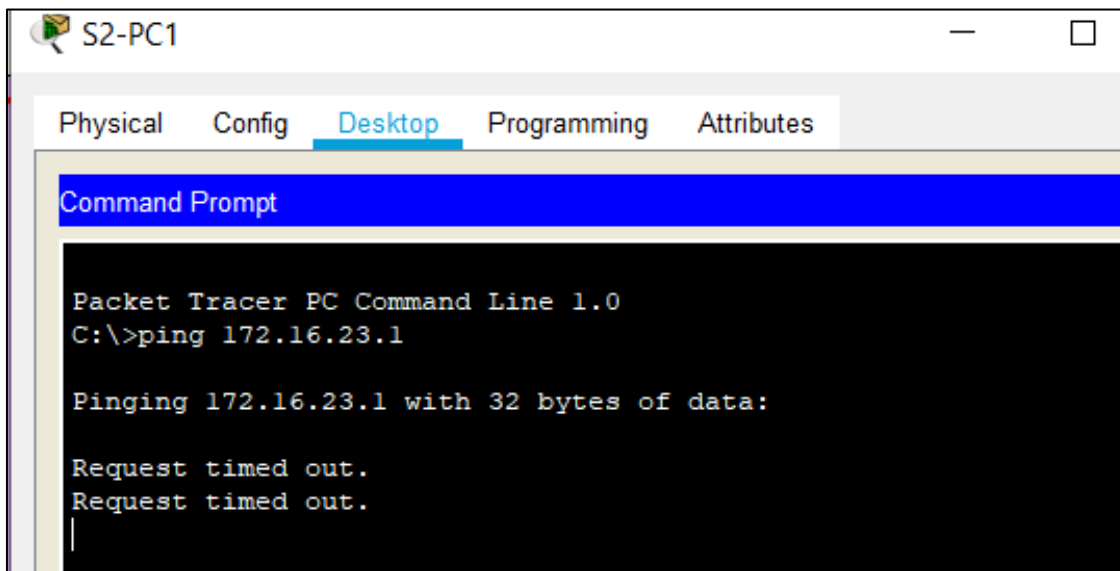 S2-PC1
Physical Config Desktop Programming Attributes
Command Prompt
Packet Tracer PC Command Line 1.0
C:\>ping 172.16.23.1
Pinging 172.16.23.1 with 32 bytes of data:
Request timed out.
Request timed out.